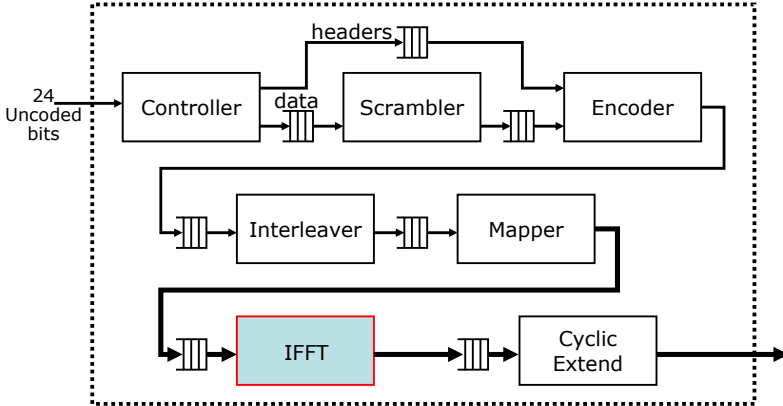 headers
24
Uncoded
bits
Controller
data
Scrambler
Encoder
Interleaver
Mapper
IFFT
Cyclic
Extend